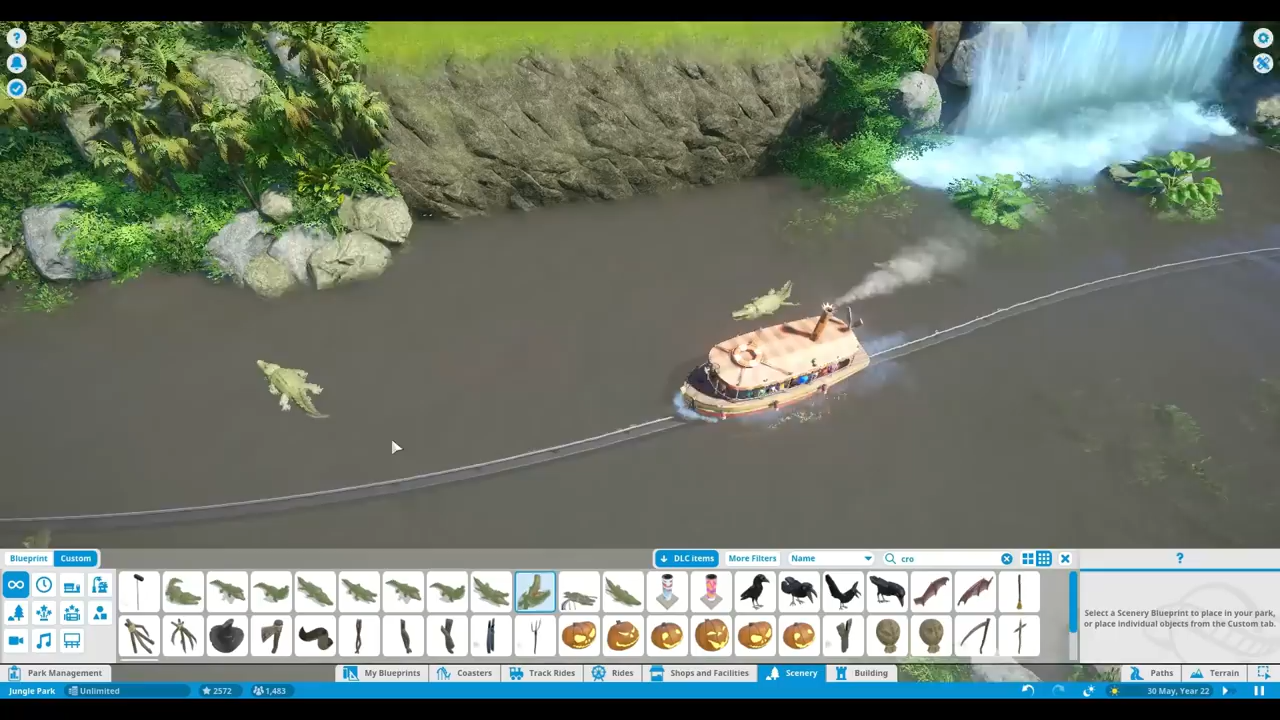 Blueprint Custom DLC items More Filters Name cro
Select a Scenery Blueprint to place in your park,
or place individual objects from the Custom tab.
Park Management My Blueprints Coasters Track Rides Rides Shops and Facilities Scenery Building Paths Terrain
Jungle Park Unlimited 2572 1,483 30 May, Year 22